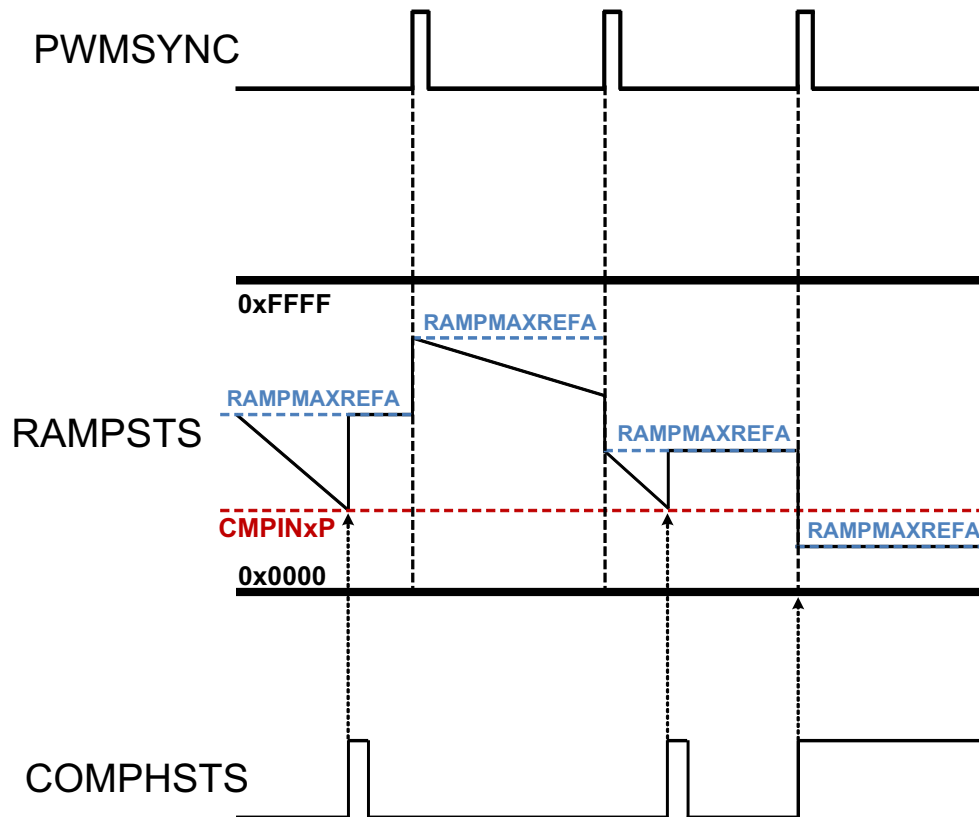 PWMSYNC
0xFFFF
RAMPMAXREFA
RAMPMAXREFA
RAMPSTS
RAMPMAXREFA
CMPINxP
RAMPMAXREFA
0x0000
COMPHSTS